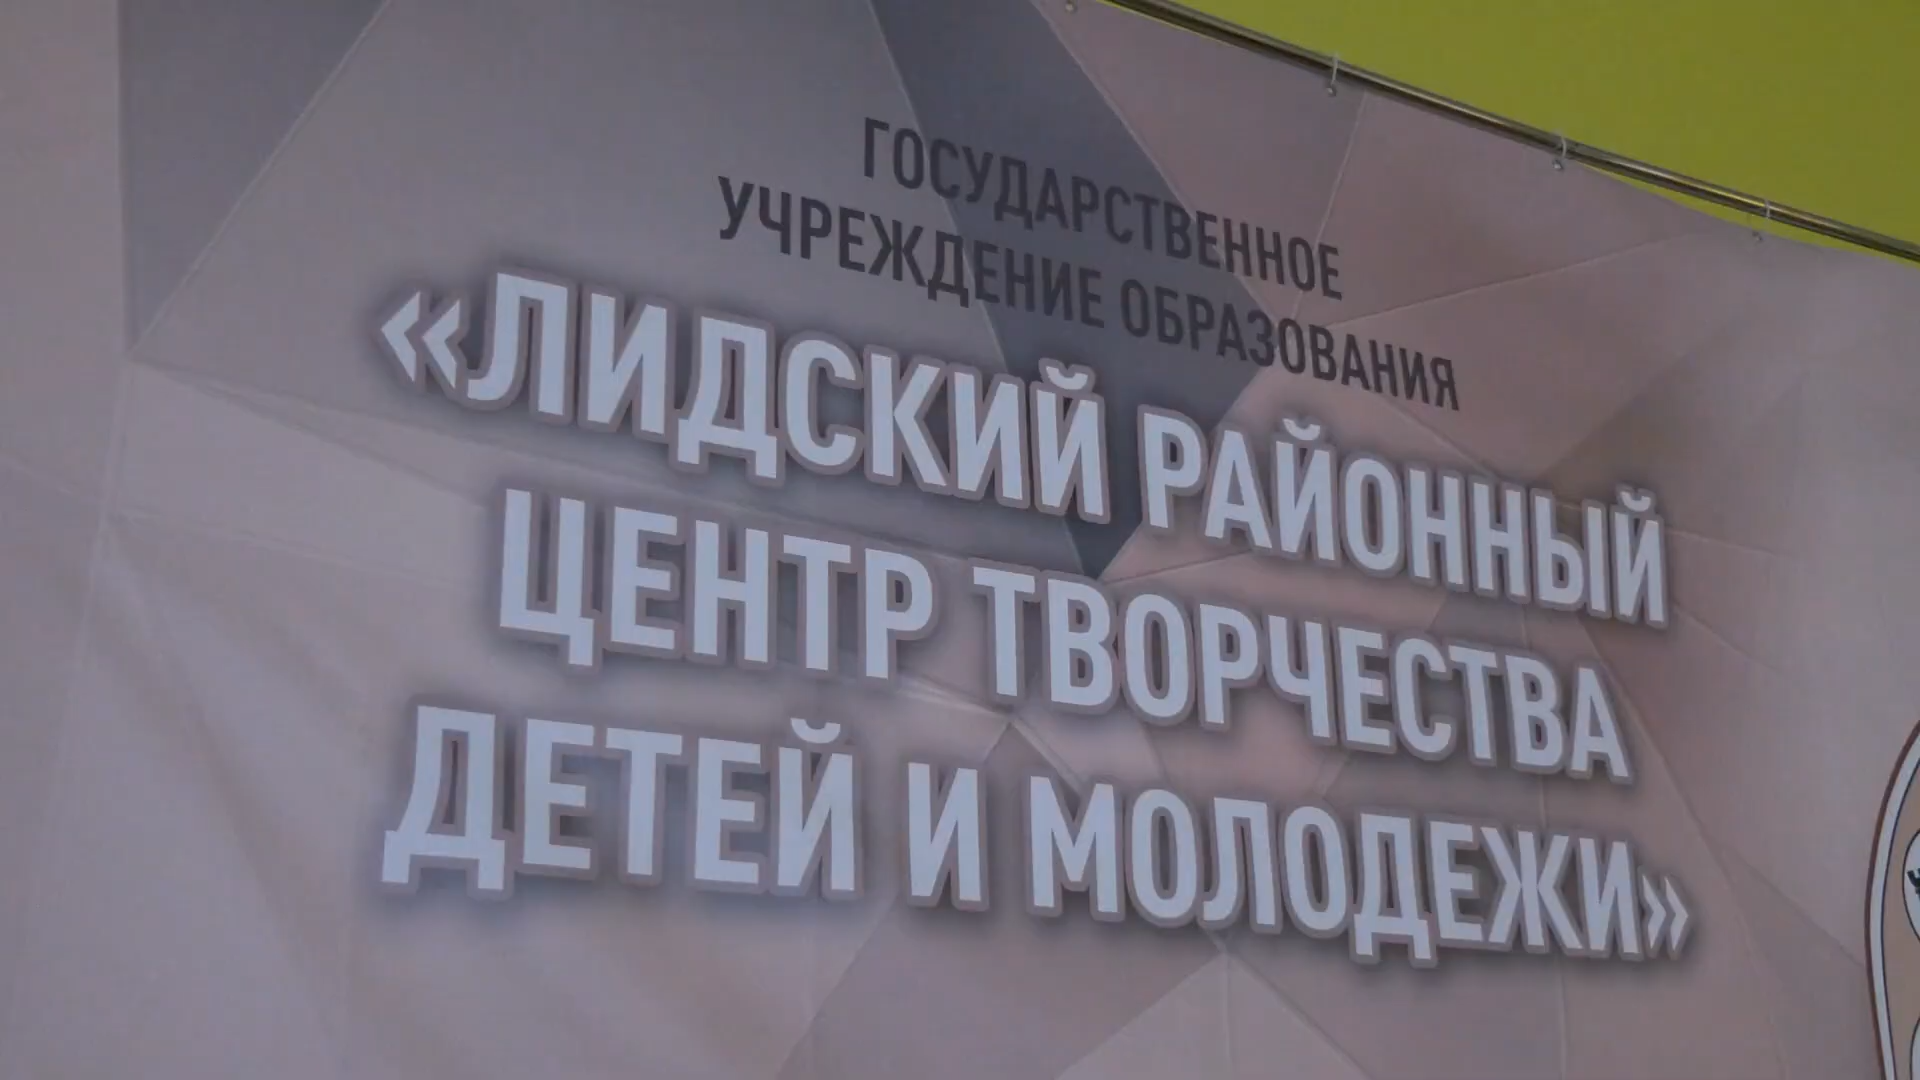 ГОСУДАРСТВЕННОЕ
УЧРЕЖДЕНИЕ ОБРАЗОВАНИЯ
«ЛИДСКИЙ РАЙОННЫЙ
ЦЕНТР ТВОРЧЕСТВА
ДЕТЕЙ И МОЛОДЕЖИ»